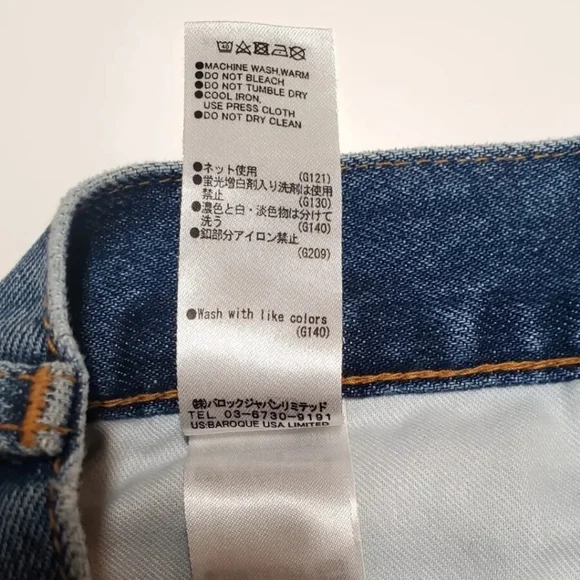 ●MACHINE WASH,WARM
●DO NOT BLEACH
●DO NOT TUMBLE DRY
●COOL IRON,
USE PRESS CLOTH
●DO NOT DRY CLEAN
●ネット使用
(G121)
●蛍光増白剤入り洗剤は使用
禁止
(G130)
●濃色と白・淡色物は分けて
洗う
(G140)
●釦部分アイロン禁止
(G209)
●Wash with like colors
(G140)
㈱バロックジャパンリミテッド
TEL 03-6730-9191
US:BAROQUE USA LIMITED